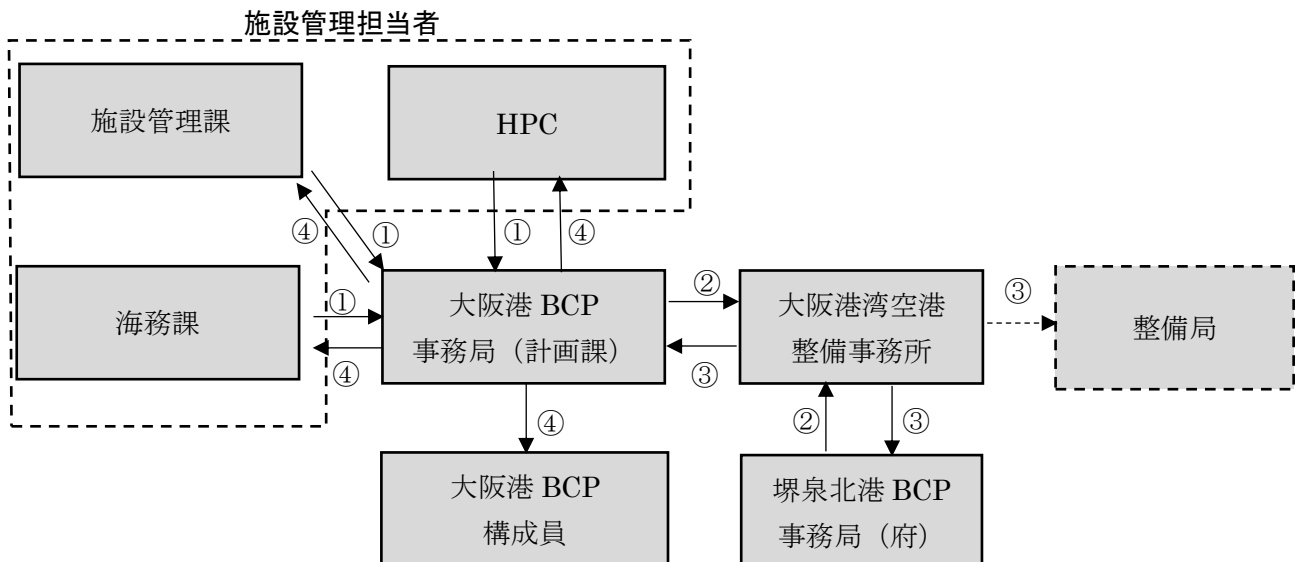 施設管理担当者
施設管理課
HPC
④
①
①
④
海務課
①
④
大阪港 BCP
事務局（計画課）
②
③
大阪港湾空港
整備事務所
③
整備局
④
②
③
大阪港 BCP
構成員
堺泉北港 BCP
事務局（府）